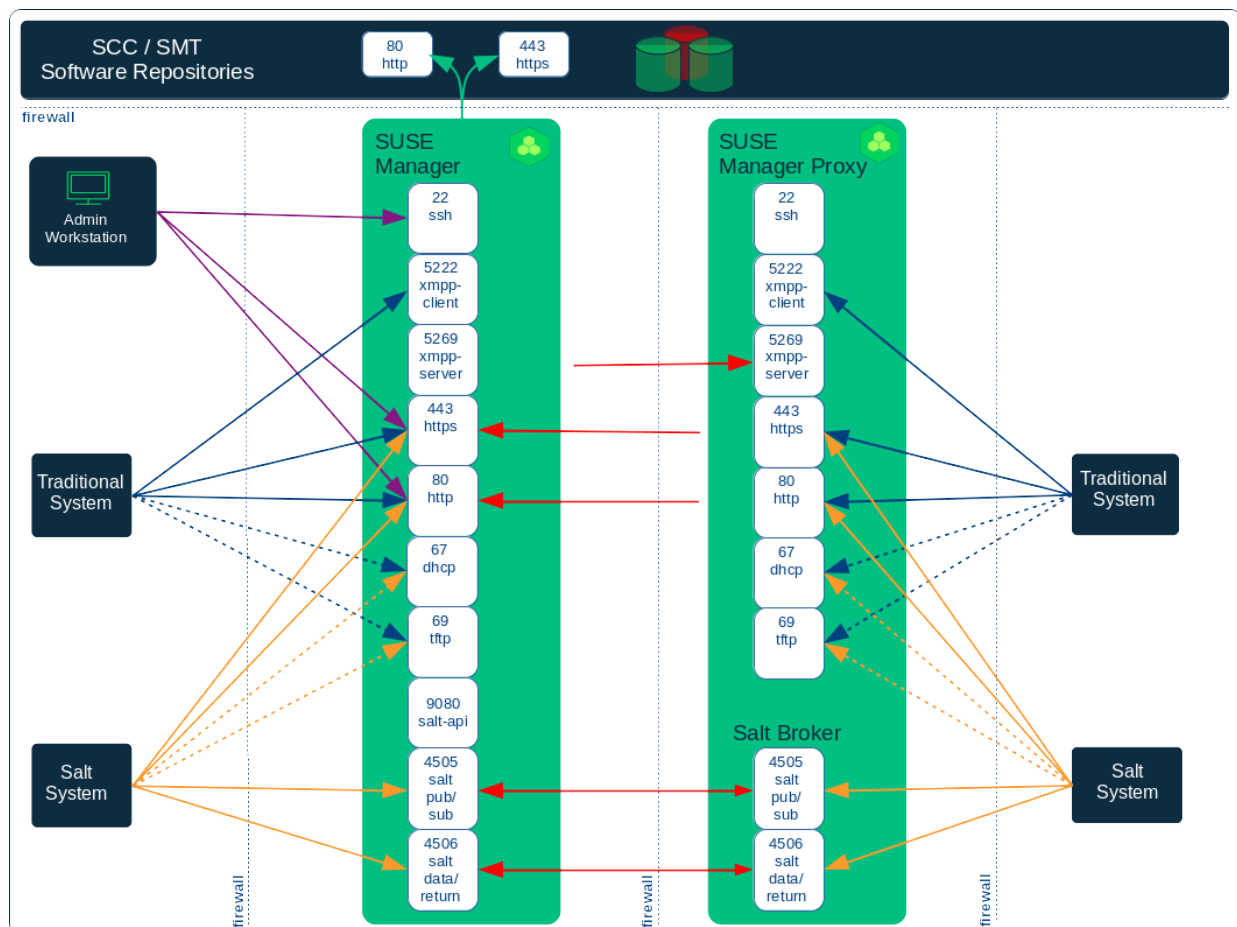 SCC / SMT
Software Repositories
80
http
443
https
firewall
SUSE
Manager
SUSE
Manager Proxy
Admin
Workstation
22
ssh
5222
xmpp-
client
5269
xmpp-
server
443
https
80
http
67
dhcp
69
tftp
9080
salt-api
4505
salt
pub/
sub
4506
salt
data/
return
22
ssh
5222
xmpp-
client
5269
xmpp-
server
443
https
80
http
67
dhcp
69
tftp
Salt Broker
4505
salt
pub/
sub
4506
salt
data/
return
Traditional
System
Salt
System
Traditional
System
Salt
System
firewall
firewall
firewall